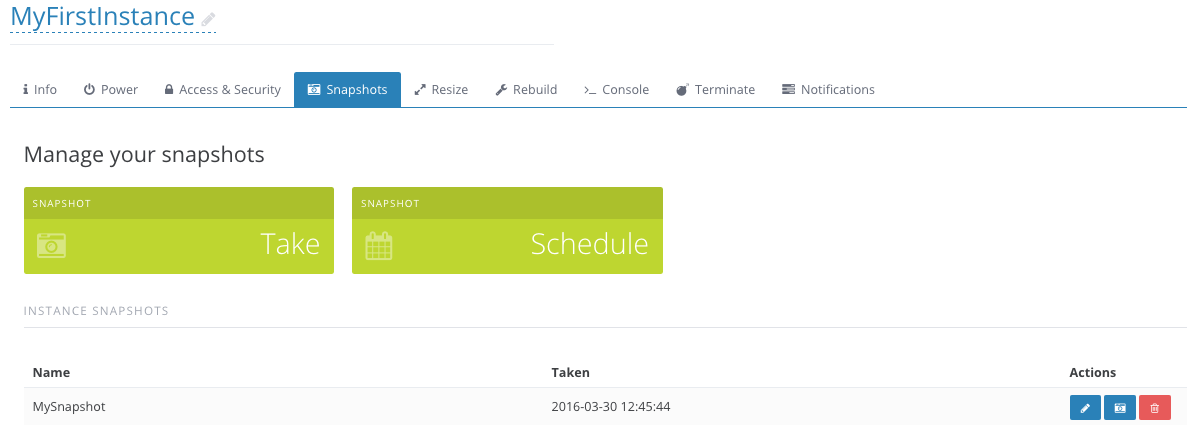 MyFirstInstance
Info Power Access & Security Snapshots Resize Rebuild Console Terminate Notifications
Manage your snapshots
SNAPSHOT SNAPSHOT
Take Schedule
INSTANCE SNAPSHOTS
Name Taken Actions
MySnapshot 2016-03-30 12:45:44